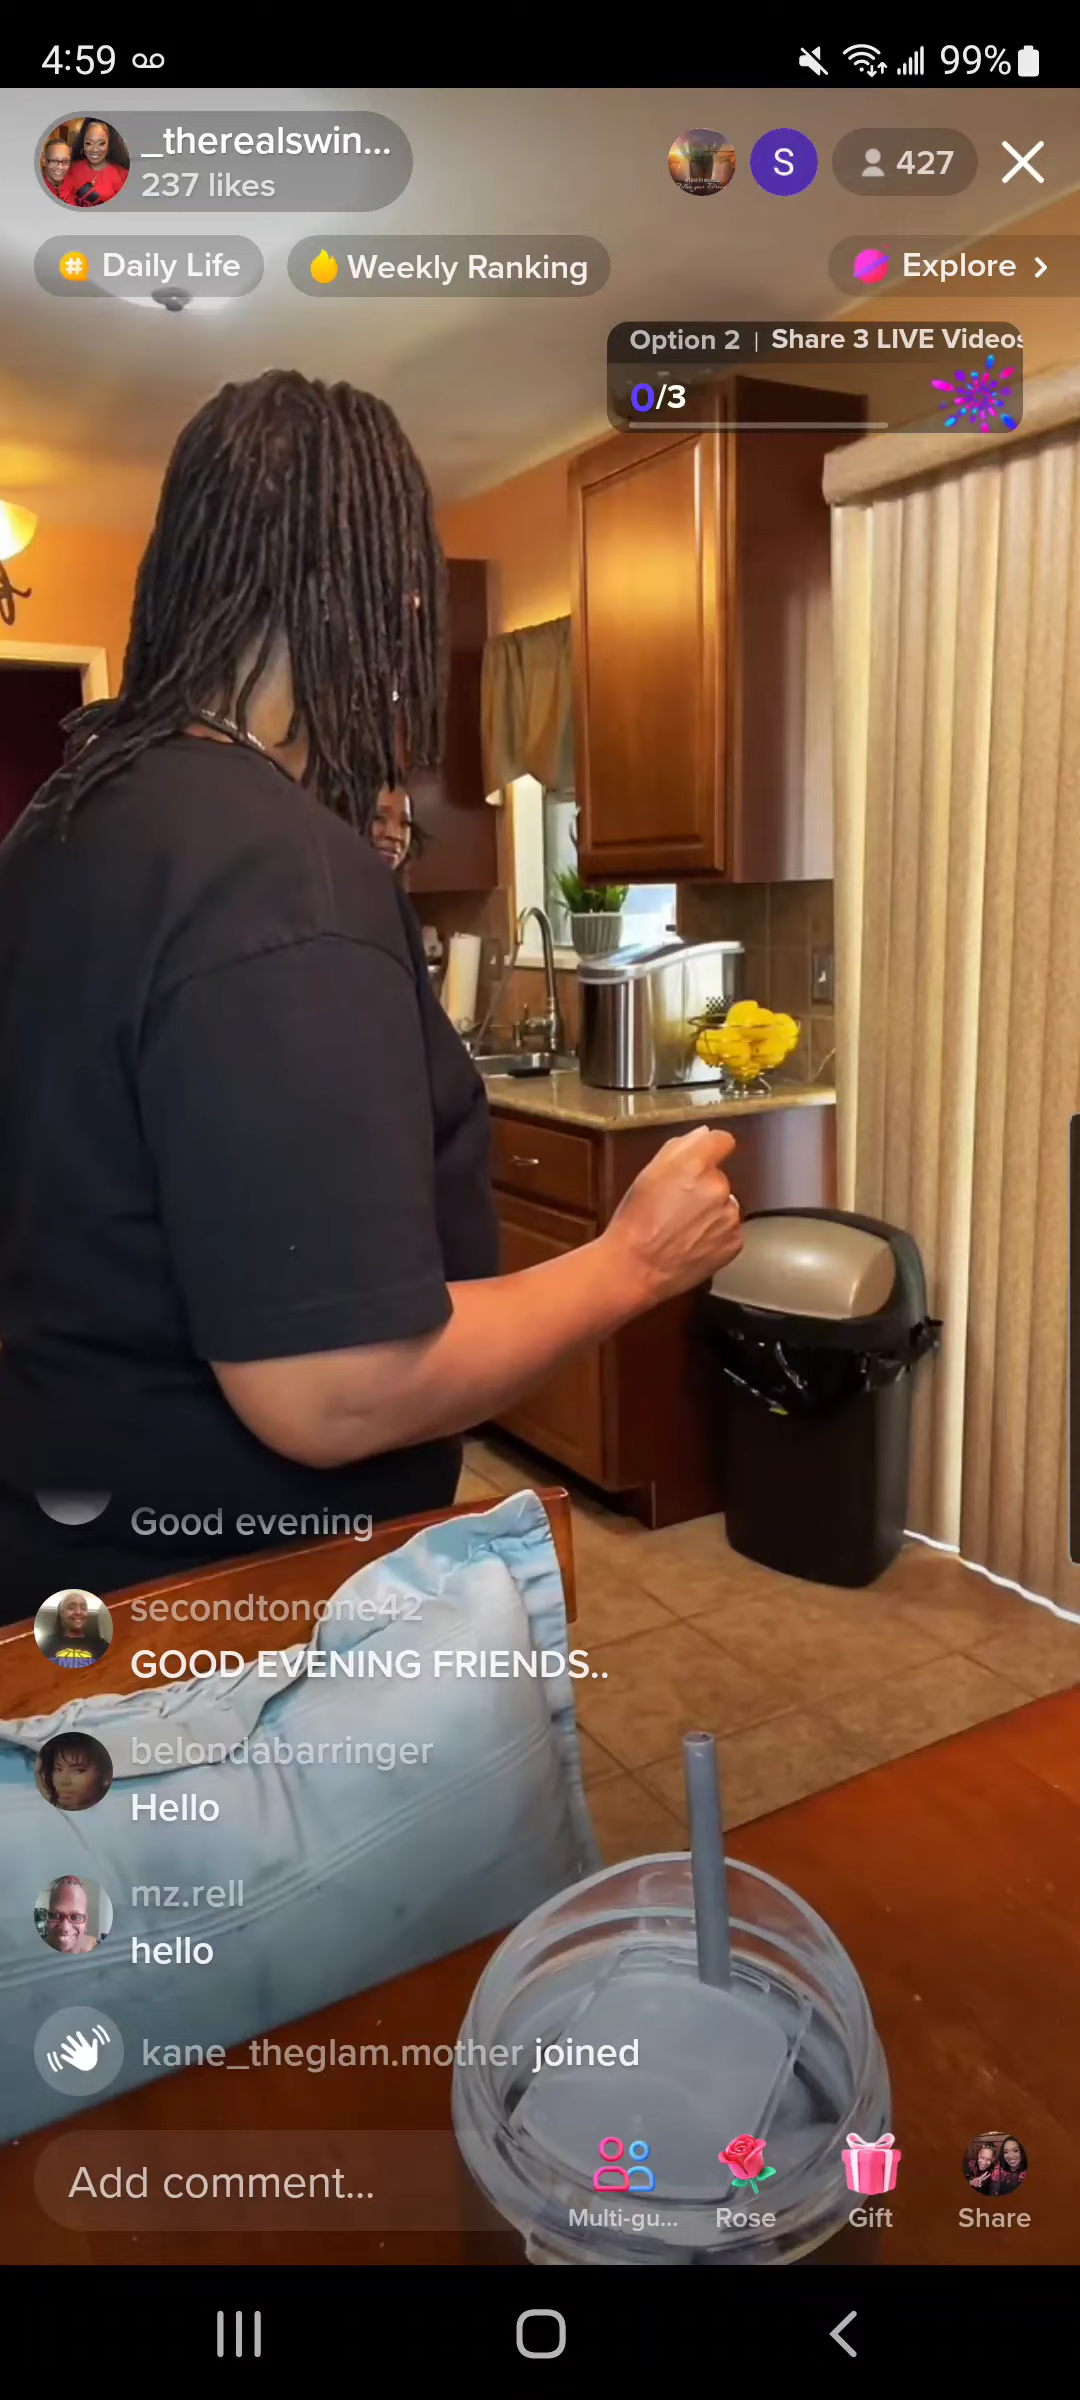 4:59
99%
_therealswin...
237 likes
S
427
Daily Life
Weekly Ranking
Explore
Option 2 | Share 3 LIVE Videos
0/3
Good evening
secondtonone42
GOOD EVENING FRIENDS..
belondabarringer
Hello
mz.rell
hello
kane_theglam.mother joined
Add comment...
Multi-gu...
Rose
Gift
Share